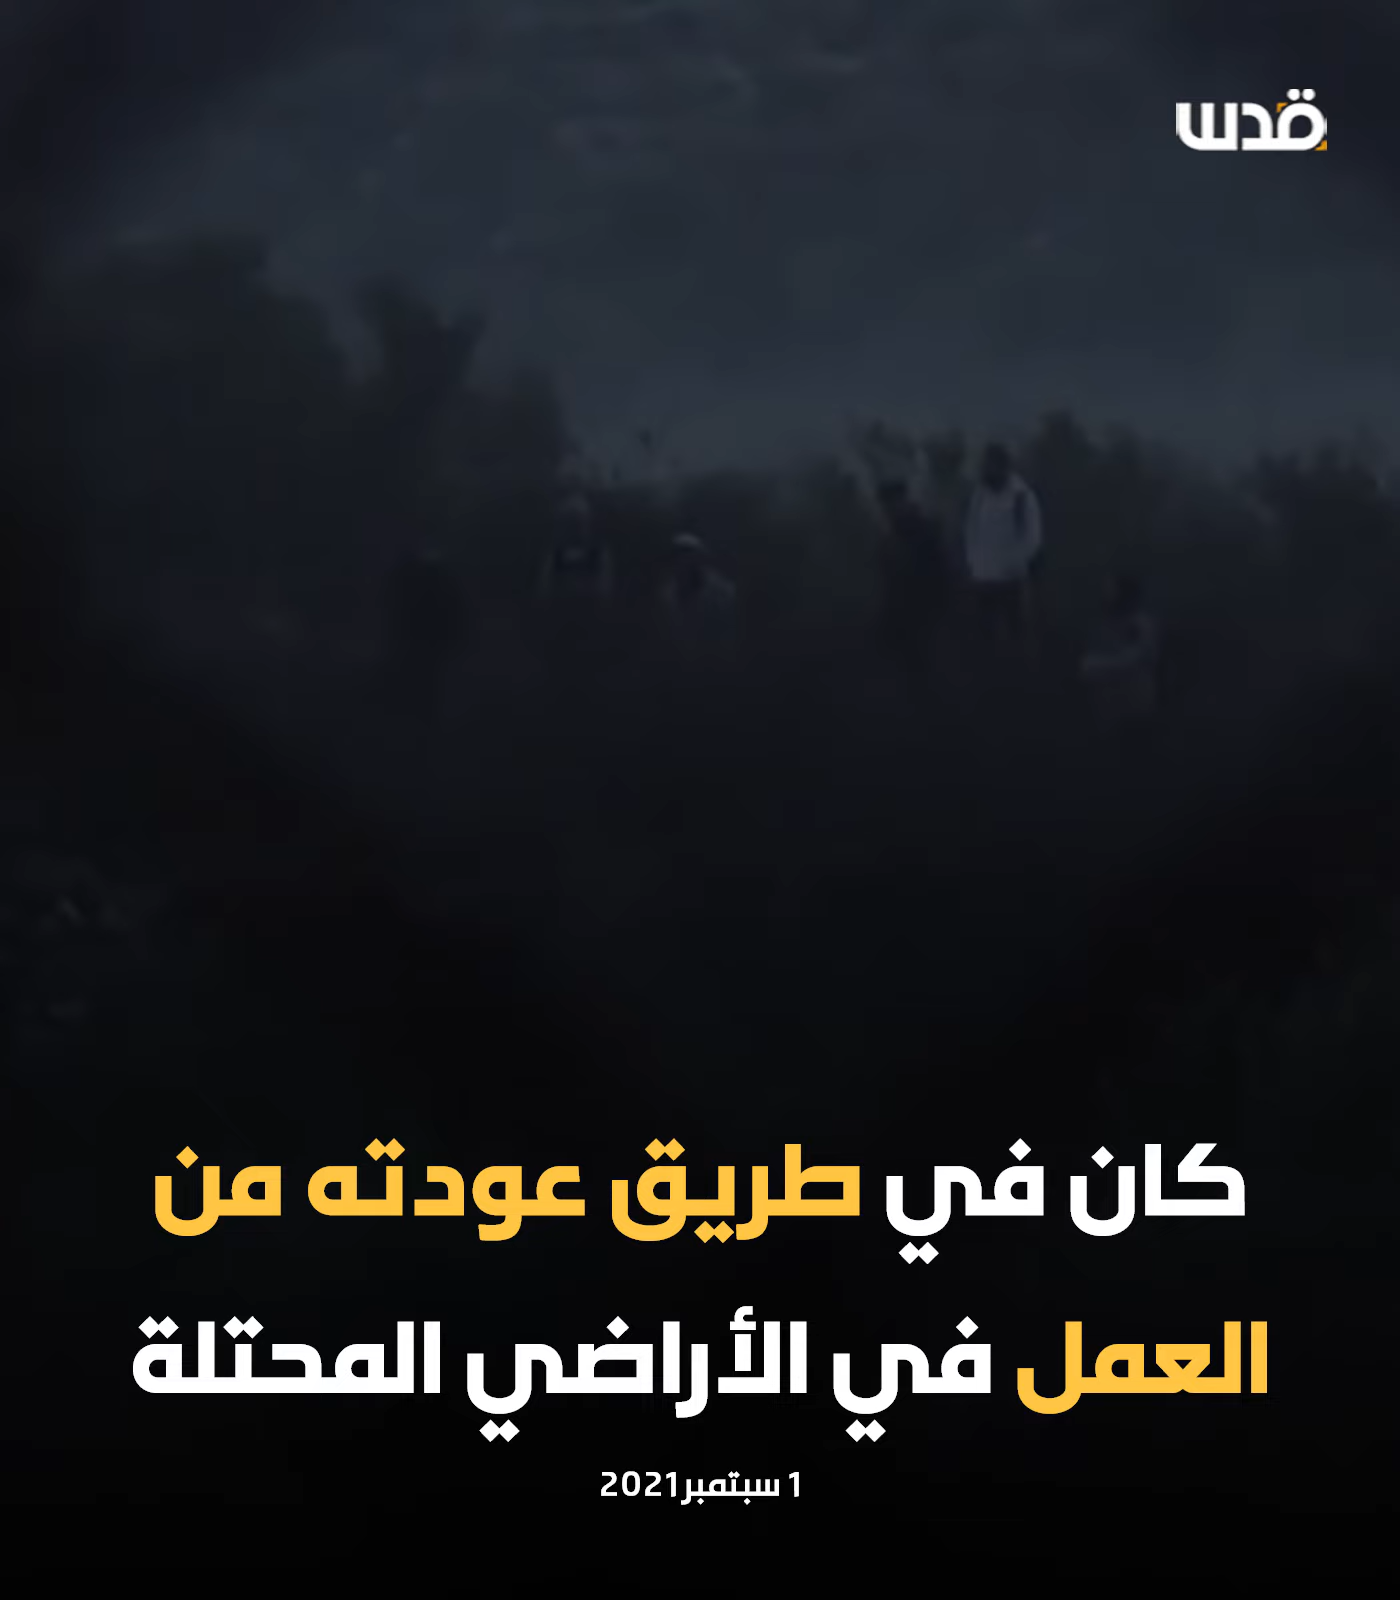 قدس
كان في طريق عودته من
العمل في الأراضي المحتلة
1 سبتمبر2021